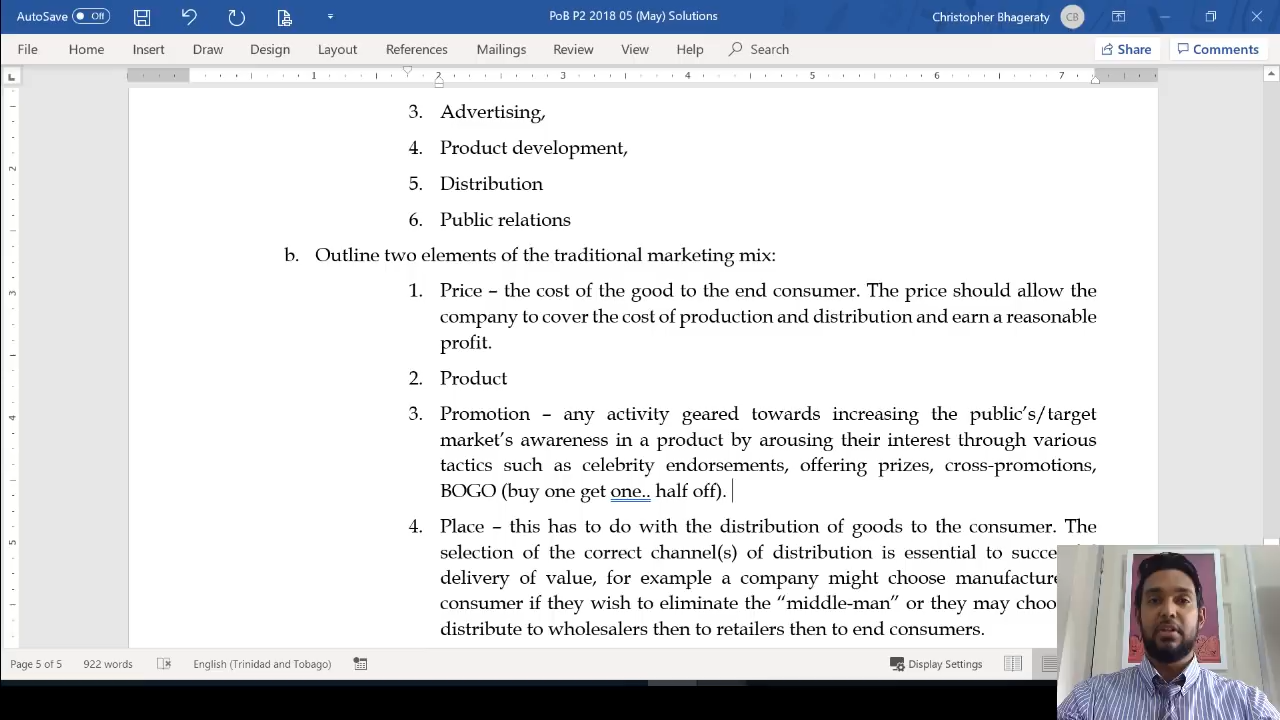 AutoSave Off PoB P2 2018 05 (May) Solutions Christopher Bhageraty CB
File Home Insert Draw Design Layout References Mailings Review View Help Search Share Comments
1 2 3 4 5 6 7
3. Advertising,
4. Product development,
5. Distribution
6. Public relations
b. Outline two elements of the traditional marketing mix:
1. Price – the cost of the good to the end consumer. The price should allow the
company to cover the cost of production and distribution and earn a reasonable
profit.
2. Product
3. Promotion – any activity geared towards increasing the public's/target
market's awareness in a product by arousing their interest through various
tactics such as celebrity endorsements, offering prizes, cross-promotions,
BOGO (buy one get one.. half off).
4. Place – this has to do with the distribution of goods to the consumer. The
selection of the correct channel(s) of distribution is essential to
delivery of value, for example a company might choose
consumer if they wish to eliminate the “middle-man” or they may
distribute to wholesalers then to retailers then to end consumers.
Page 5 of 5 922 words English (Trinidad and Tobago) Display Settings